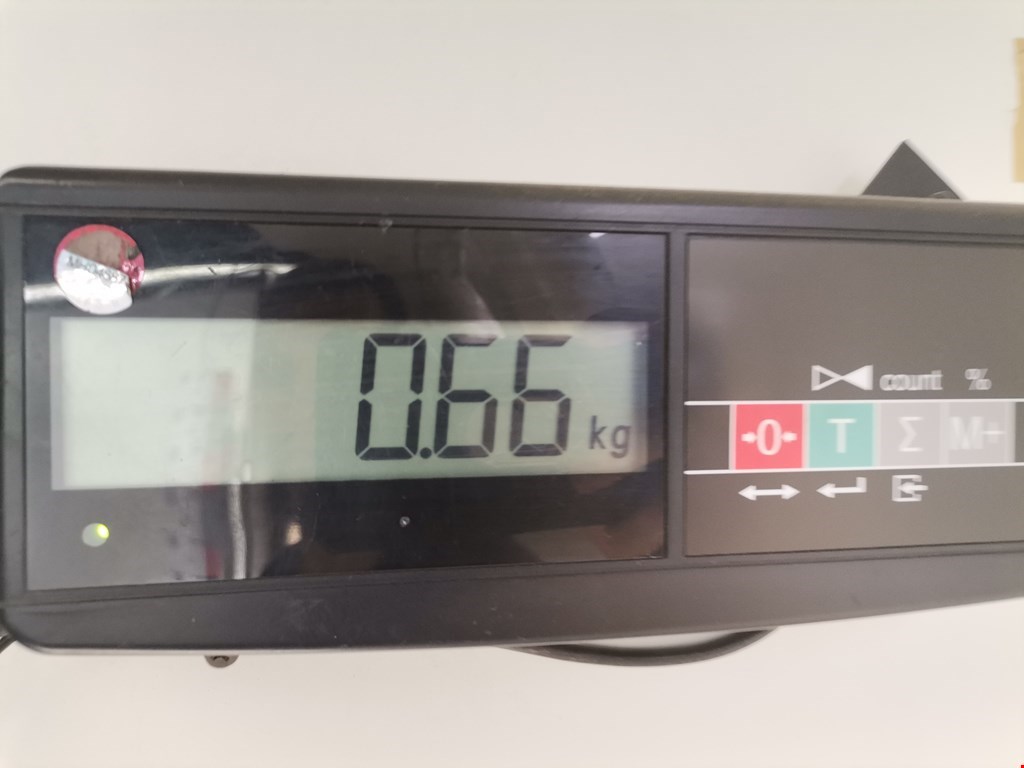 0.66 kg
count %
→0← T Σ M+